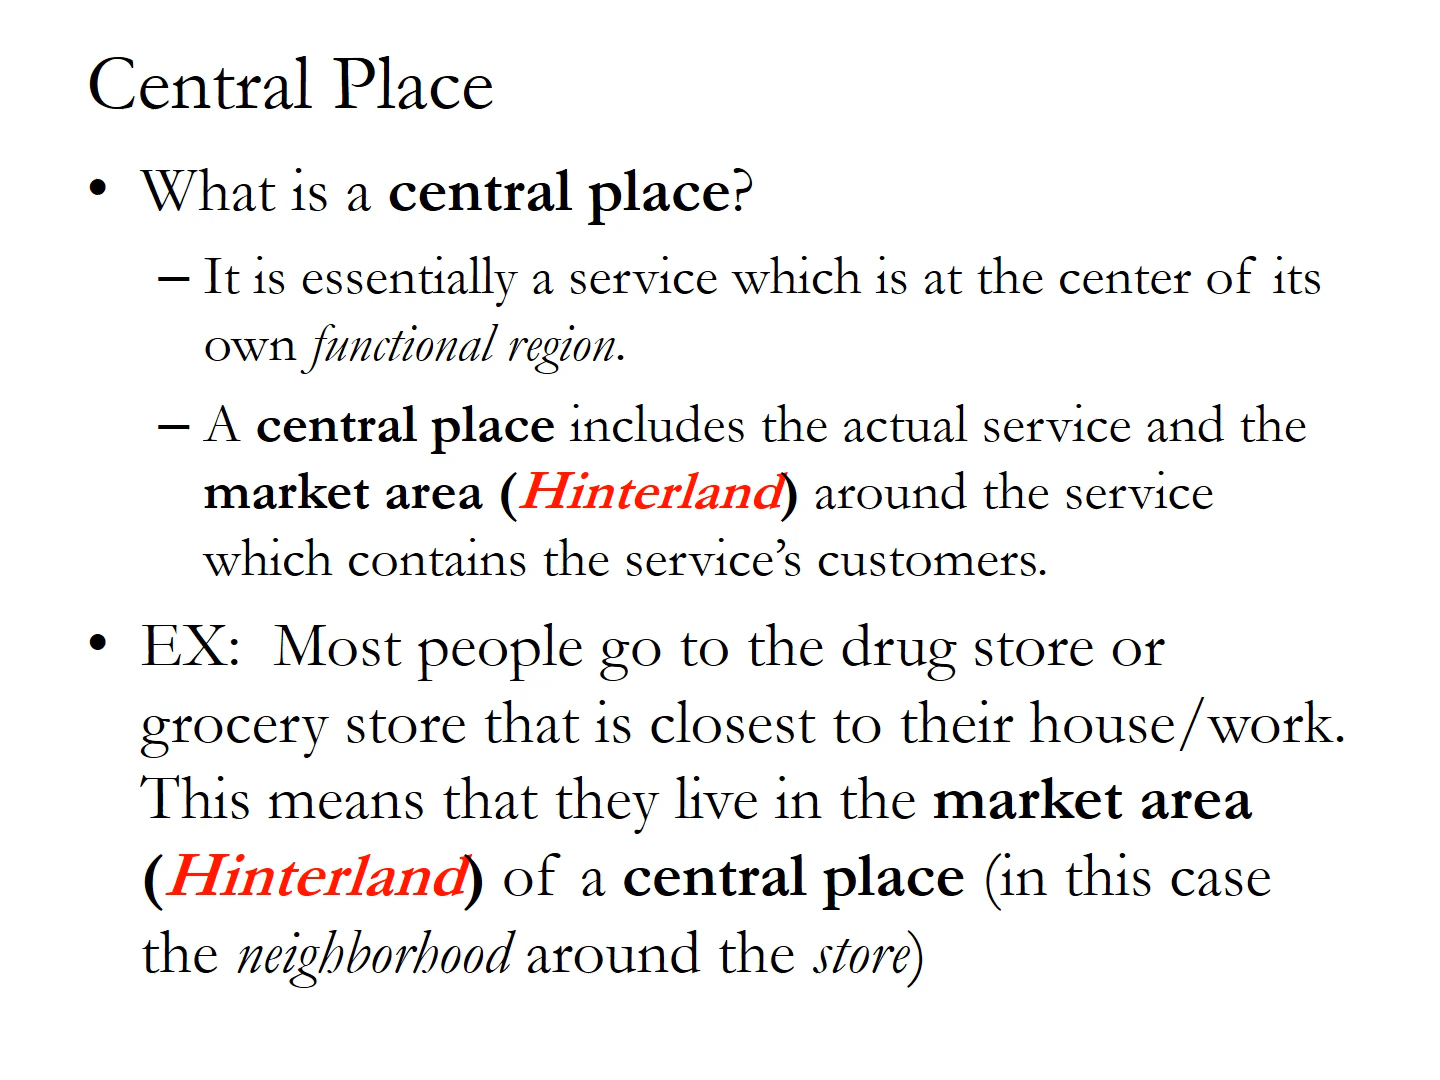 Central Place
• What is a central place?
– It is essentially a service which is at the center of its
own functional region.
– A central place includes the actual service and the
market area (Hinterland) around the service
which contains the service’s customers.
• EX:  Most people go to the drug store or
grocery store that is closest to their house/work.
This means that they live in the market area
(Hinterland) of a central place (in this case
the neighborhood around the store)